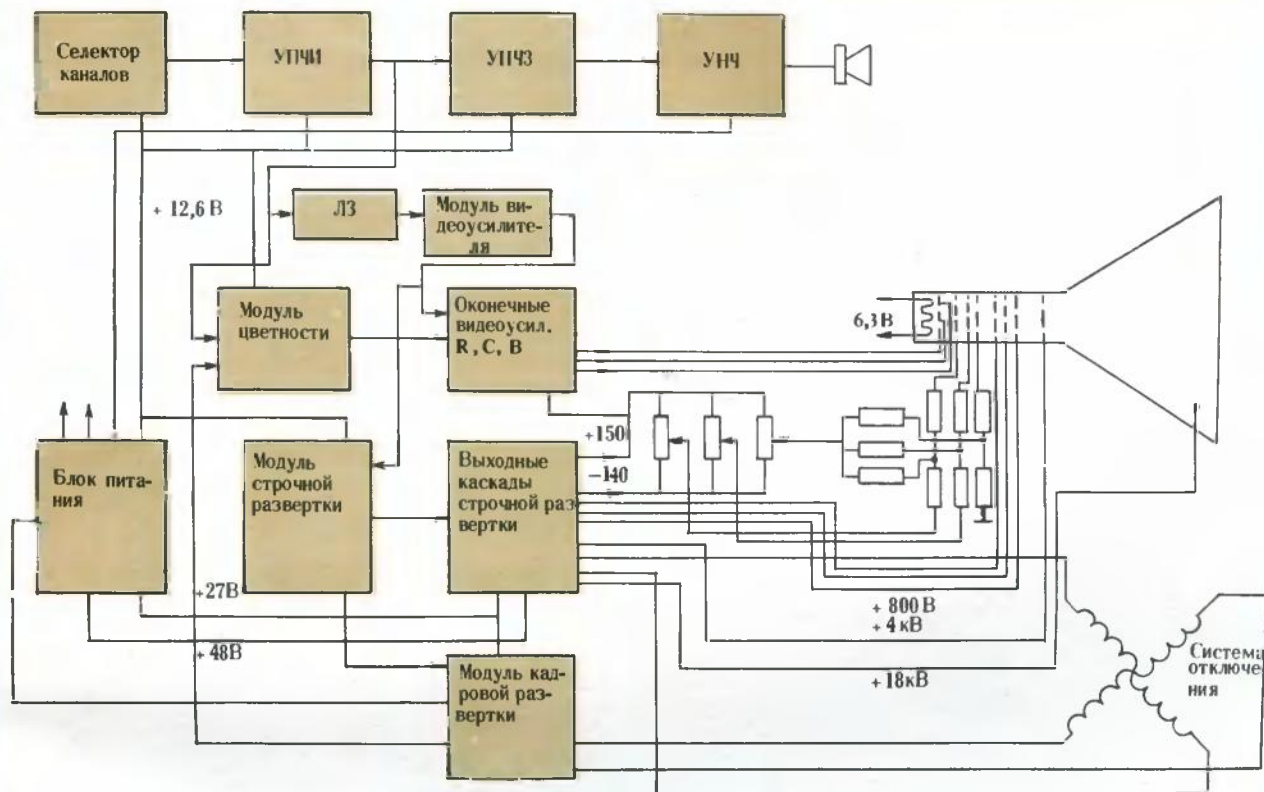 Селектор
каналов
УПЧИ
УПЧЗ
УНЧ
+ 12,6 В
ЛЗ
Модуль ви-
деоусилите-
ля
Модуль
цветности
Оконечные
видеоусил.
R, C, B
6,3 В
Блок пита-
ния
Модуль
строчной
развертки
Выходные
каскады
строчной раз
вертки
+150
−140
+27В
+48В
+ 800 В
+ 4 кВ
+18кВ
Модуль кад-
ровой раз-
вертки
Система
отключе-
ния